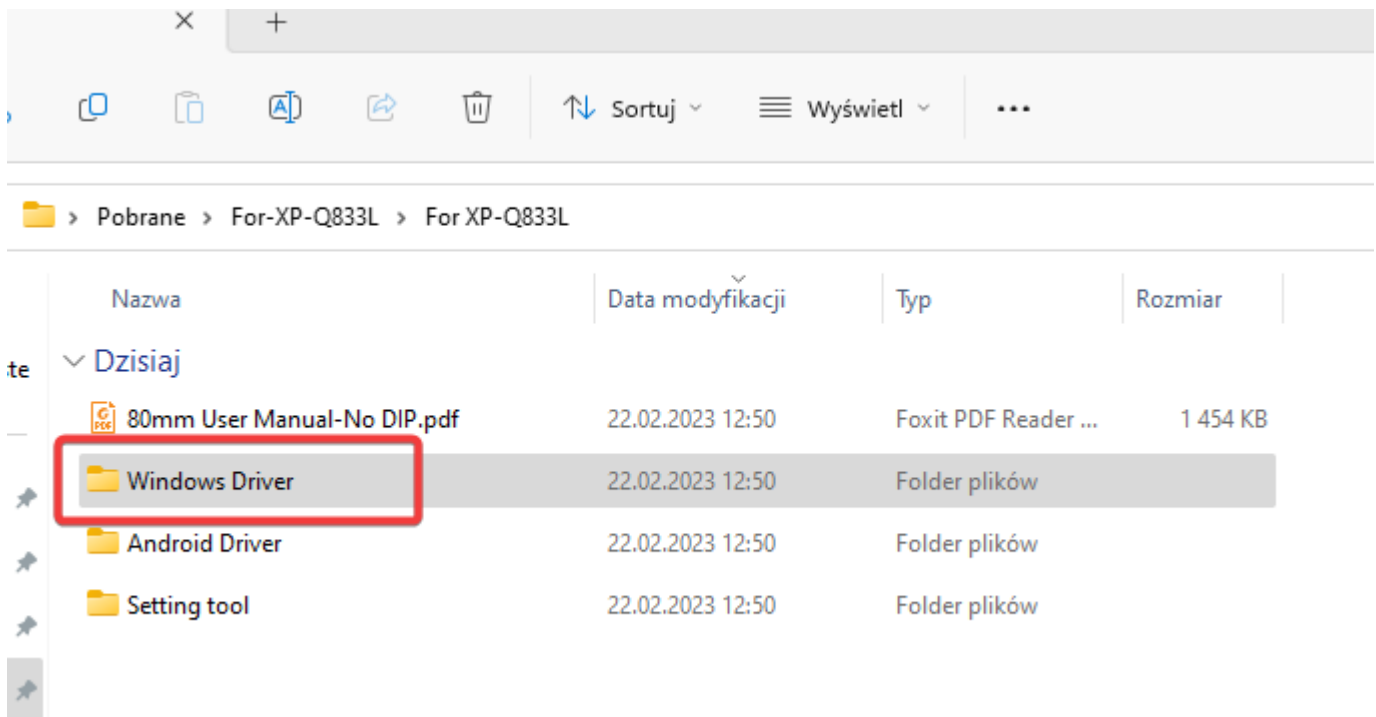 Sortuj Wyświetl
Pobrane > For-XP-Q833L > For XP-Q833L
Nazwa Data modyfikacji Typ Rozmiar
ste
Dzisiaj
80mm User Manual-No DIP.pdf 22.02.2023 12:50 Foxit PDF Reader ... 1 454 KB
Windows Driver 22.02.2023 12:50 Folder plików
Android Driver 22.02.2023 12:50 Folder plików
Setting tool 22.02.2023 12:50 Folder plików